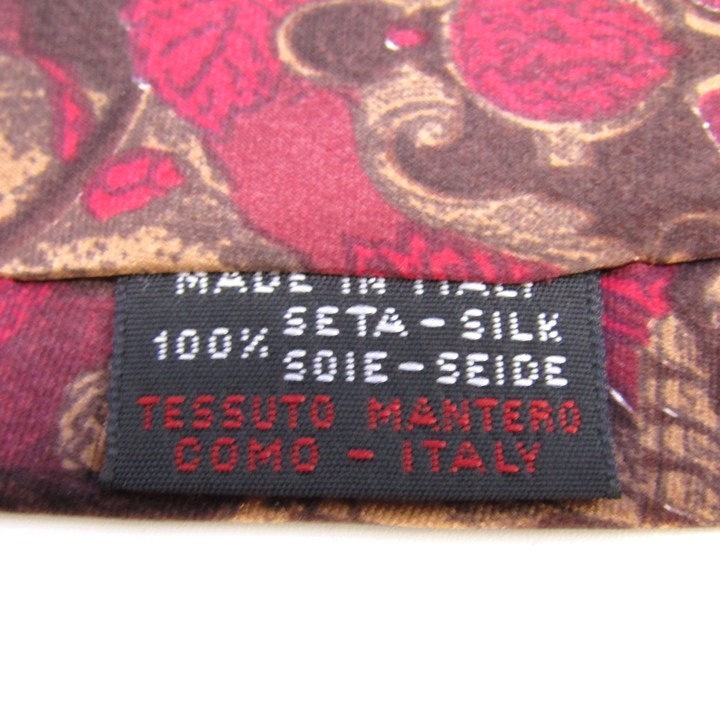 MADE IN ITALY
100% SETA - SILK
SOIE - SEIDE
TESSUTO MANTERO
COMO - ITALY